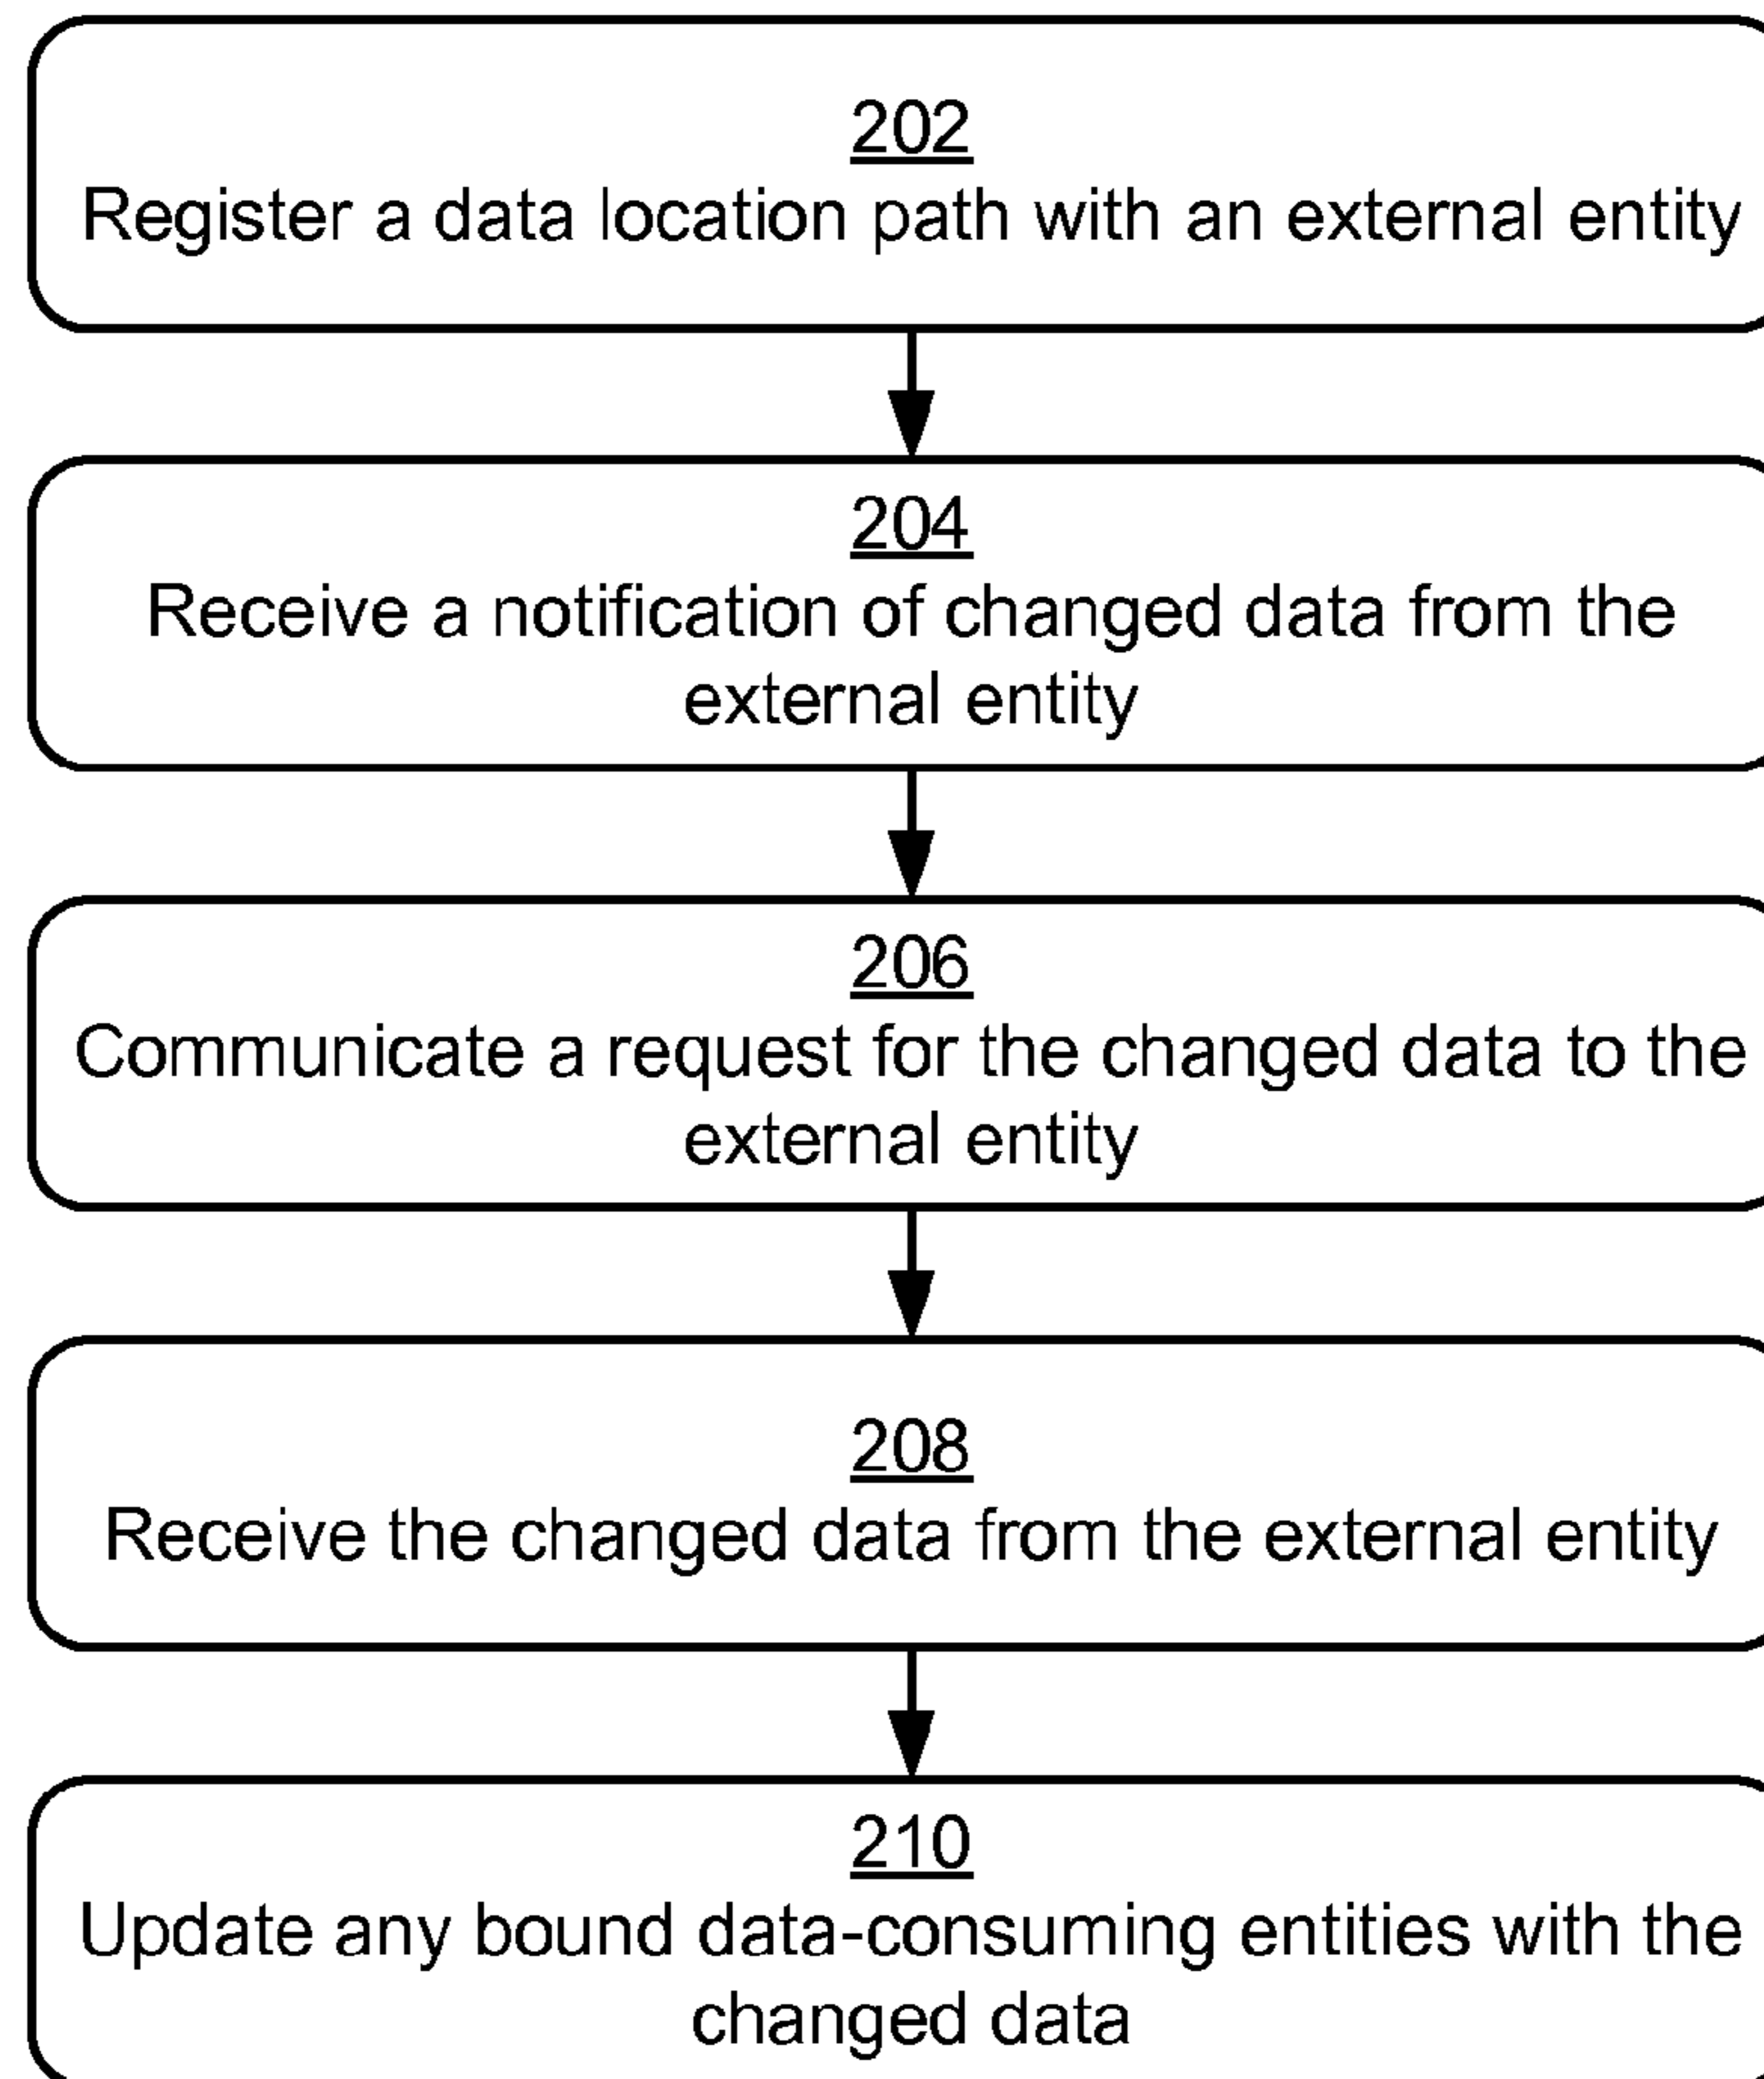 202
Register a data location path with an external entity
204
Receive a notification of changed data from the
external entity
206
Communicate a request for the changed data to the
external entity
208
Receive the changed data from the external entity
210
Update any bound data-consuming entities with the
changed data